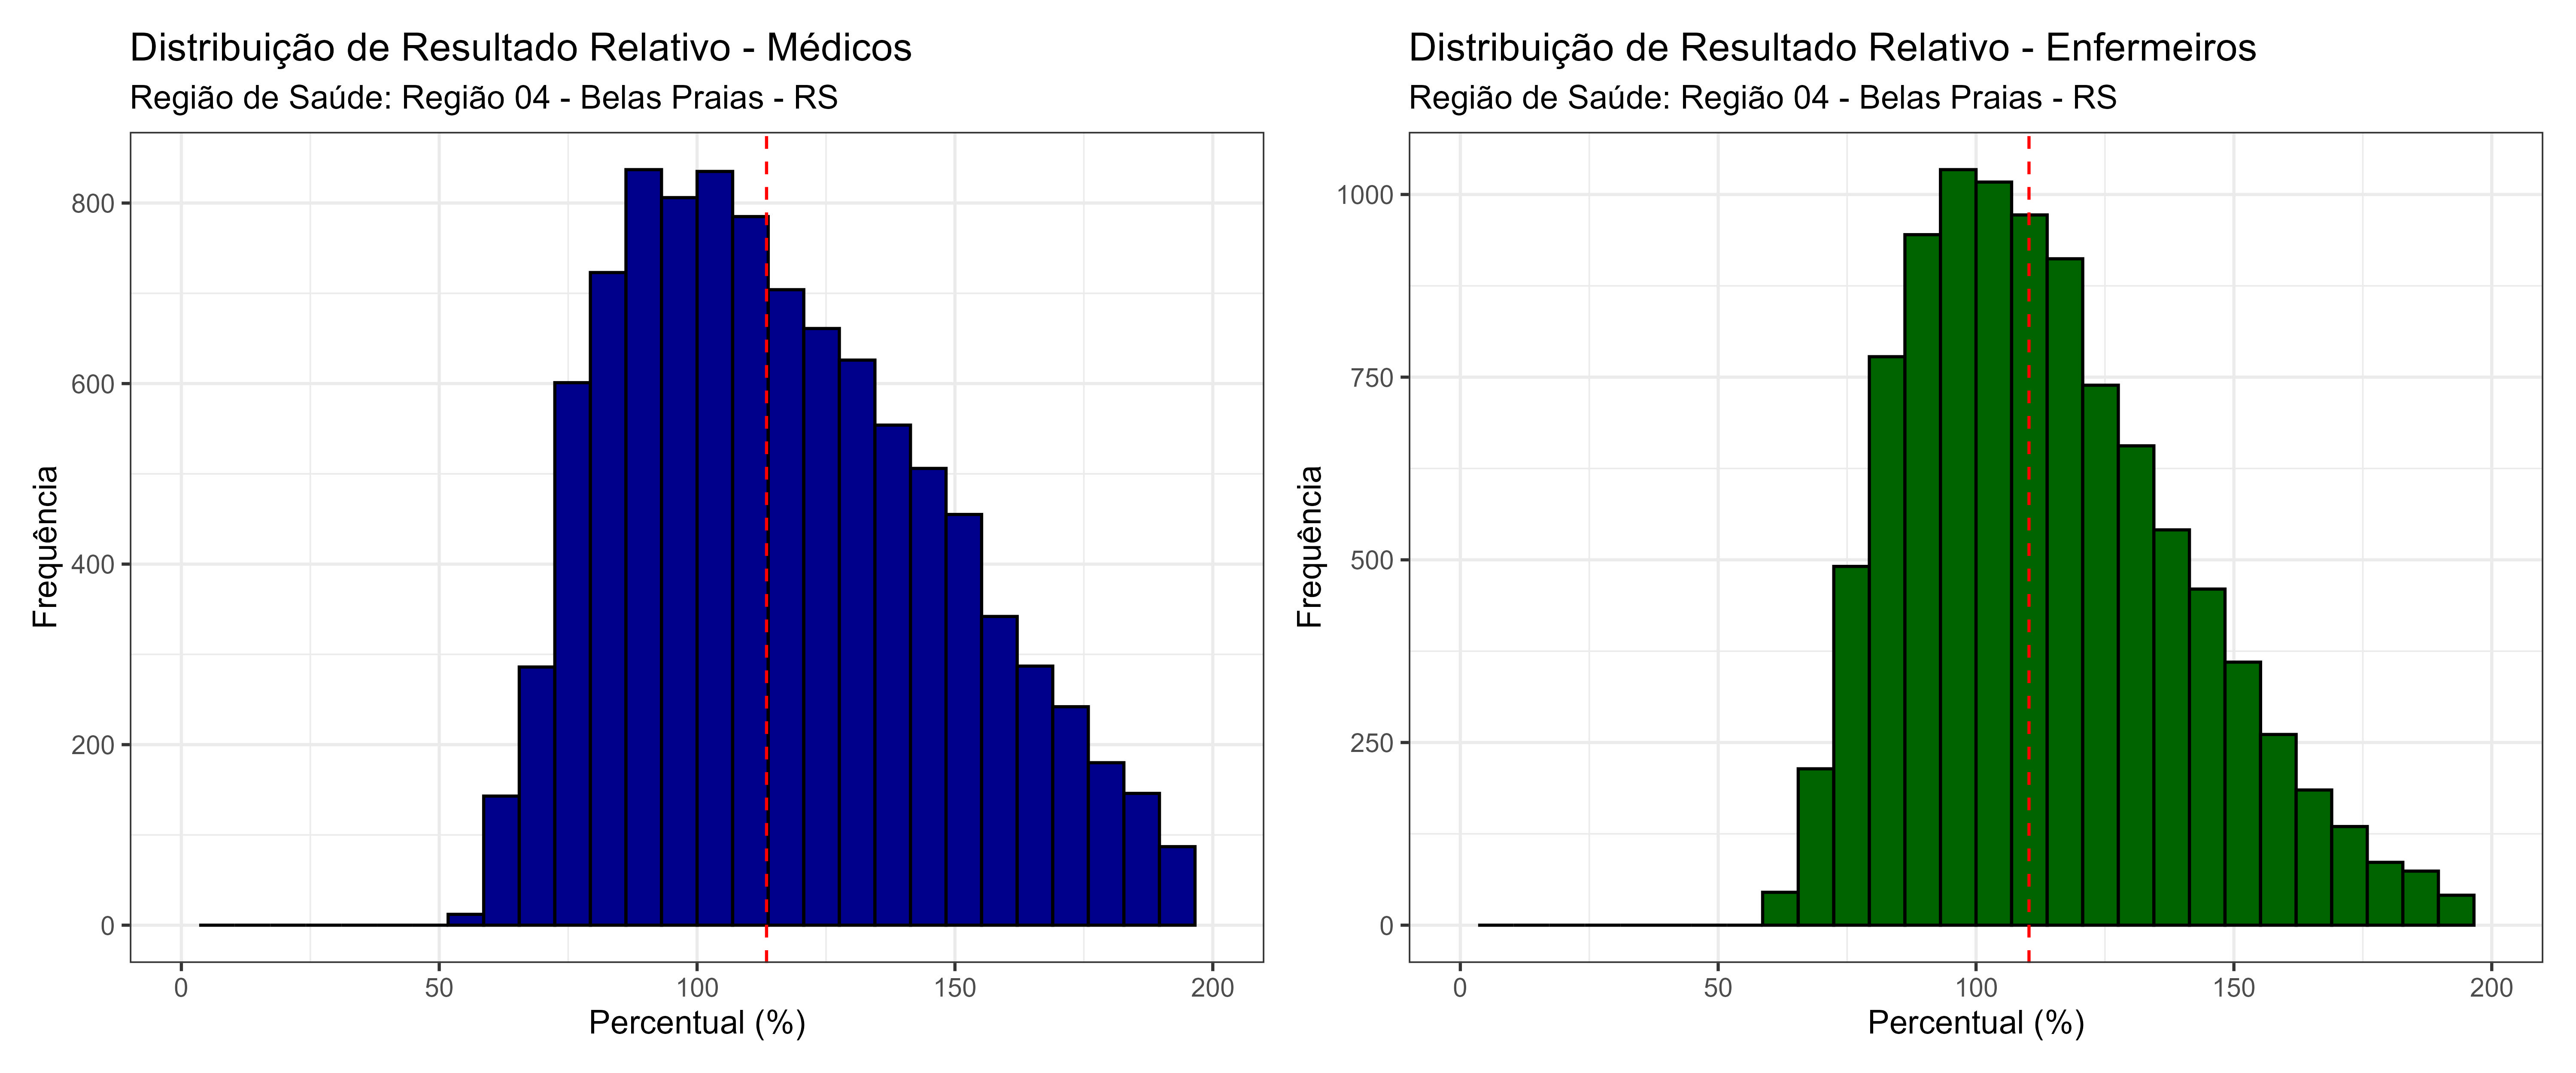 Distribuição de Resultado Relativo - Médicos
Região de Saúde: Região 04 - Belas Praias - RS
Frequência
800
600
400
200
0
0 50 100 150 200
Percentual (%)
Distribuição de Resultado Relativo - Enfermeiros
Região de Saúde: Região 04 - Belas Praias - RS
Frequência
1000
750
500
250
0
0 50 100 150 200
Percentual (%)